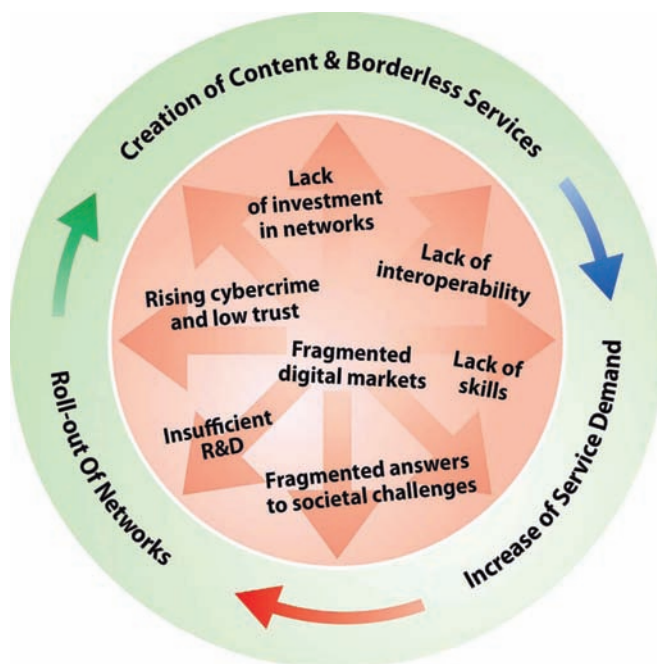 Creation of Content & Borderless Services
Lack
of investment
in networks
Lack of
interoperability
Rising cybercrime
and low trust
Fragmented
digital markets
Lack of
skills
Insufficient
R&D
Fragmented answers
to societal challenges
Increase of Service Demand
Roll-out Of Networks